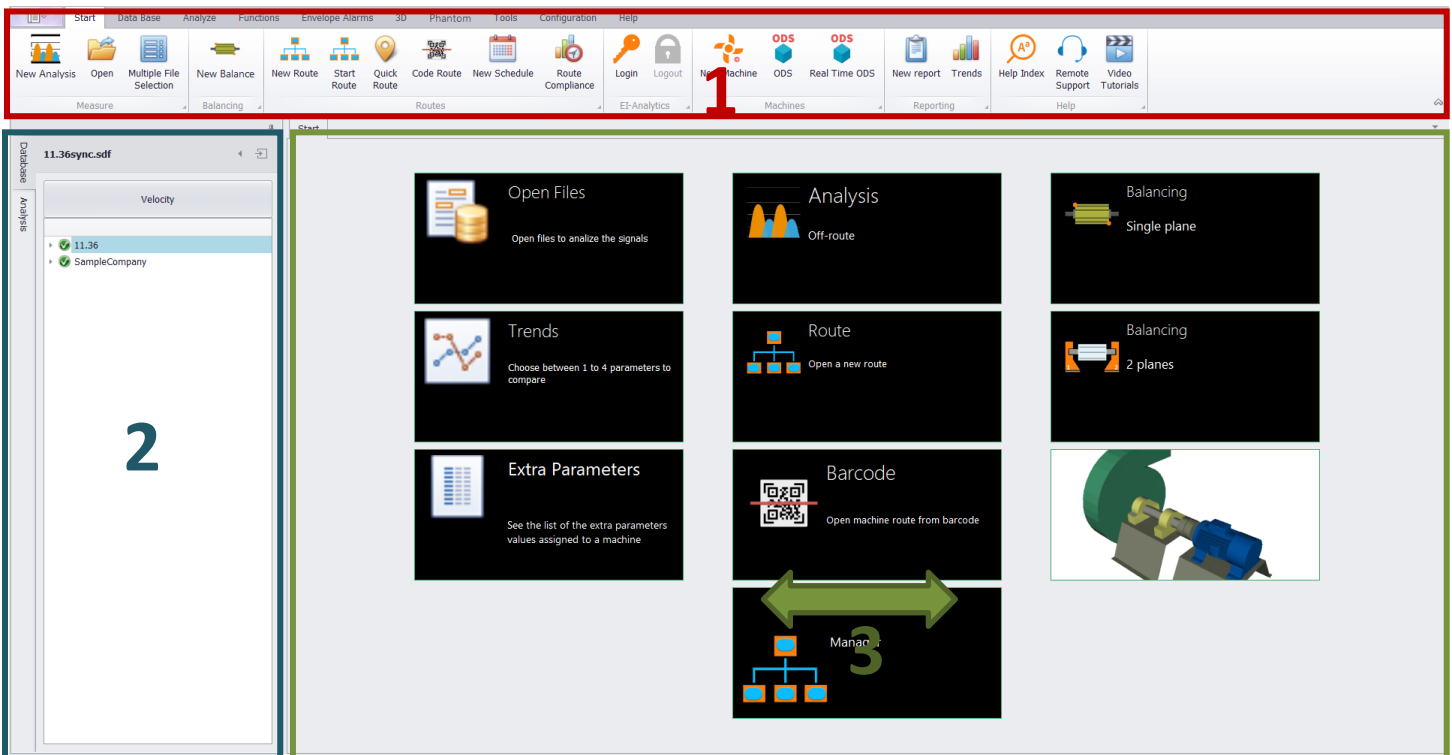 Start Data Base Analyze Functions Envelope Alarms 3D Phantom Tools Configuration Help
ODS ODS
New Analysis Open Multiple File Selection New Balance New Route Start Route Quick Route Code Route New Schedule Route Compliance Login Logout New Machine ODS Real Time ODS New report Trends Help Index Remote Support Video Tutorials
Measure Balancing Routes EI-Analytics Machines Reporting Help
1
Start
Database
Analysis
11.36sync.sdf
Velocity
11.36
SampleCompany
2
Open Files
Open files to analize the signals
Analysis
Off-route
Balancing
Single plane
Trends
Choose between 1 to 4 parameters to
compare
Route
Open a new route
Balancing
2 planes
Extra Parameters
See the list of the extra parameters
values assigned to a machine
Barcode
Open machine route from barcode
Manager
3